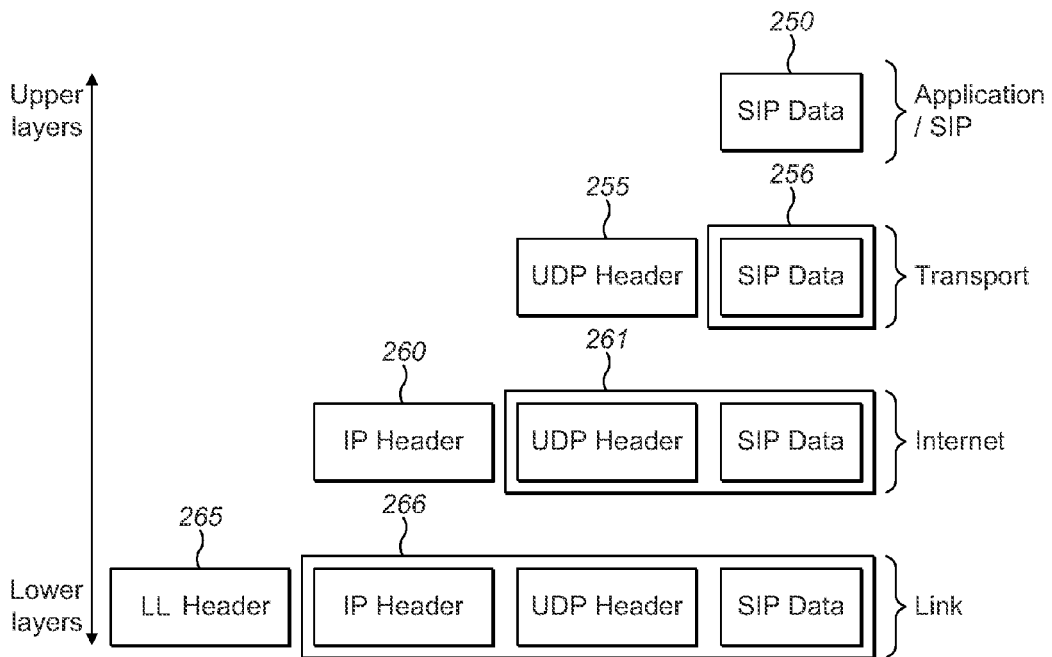 250
Upper
layers
SIP Data
Application
/ SIP
255
256
UDP Header
SIP Data
Transport
260
261
IP Header
UDP Header
SIP Data
Internet
265
266
Lower
layers
LL Header
IP Header
UDP Header
SIP Data
Link